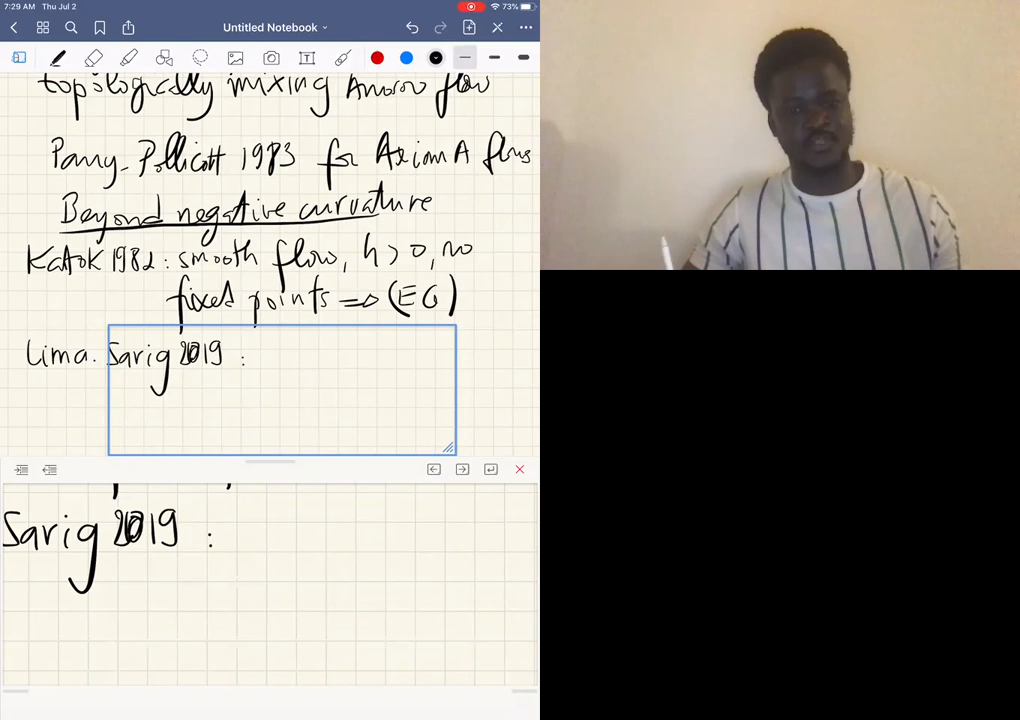 7:29 AM Thu Jul 2
73%
Untitled Notebook
topologically mixing Anosov flow
Parry-Pollicott 1983 for Axiom A flows
Beyond negative curvature
Katok 1982: smooth flow, h > 0, no
fixed points => (EG)
Lima. Sarig 2019 :
Sarig 2019 :